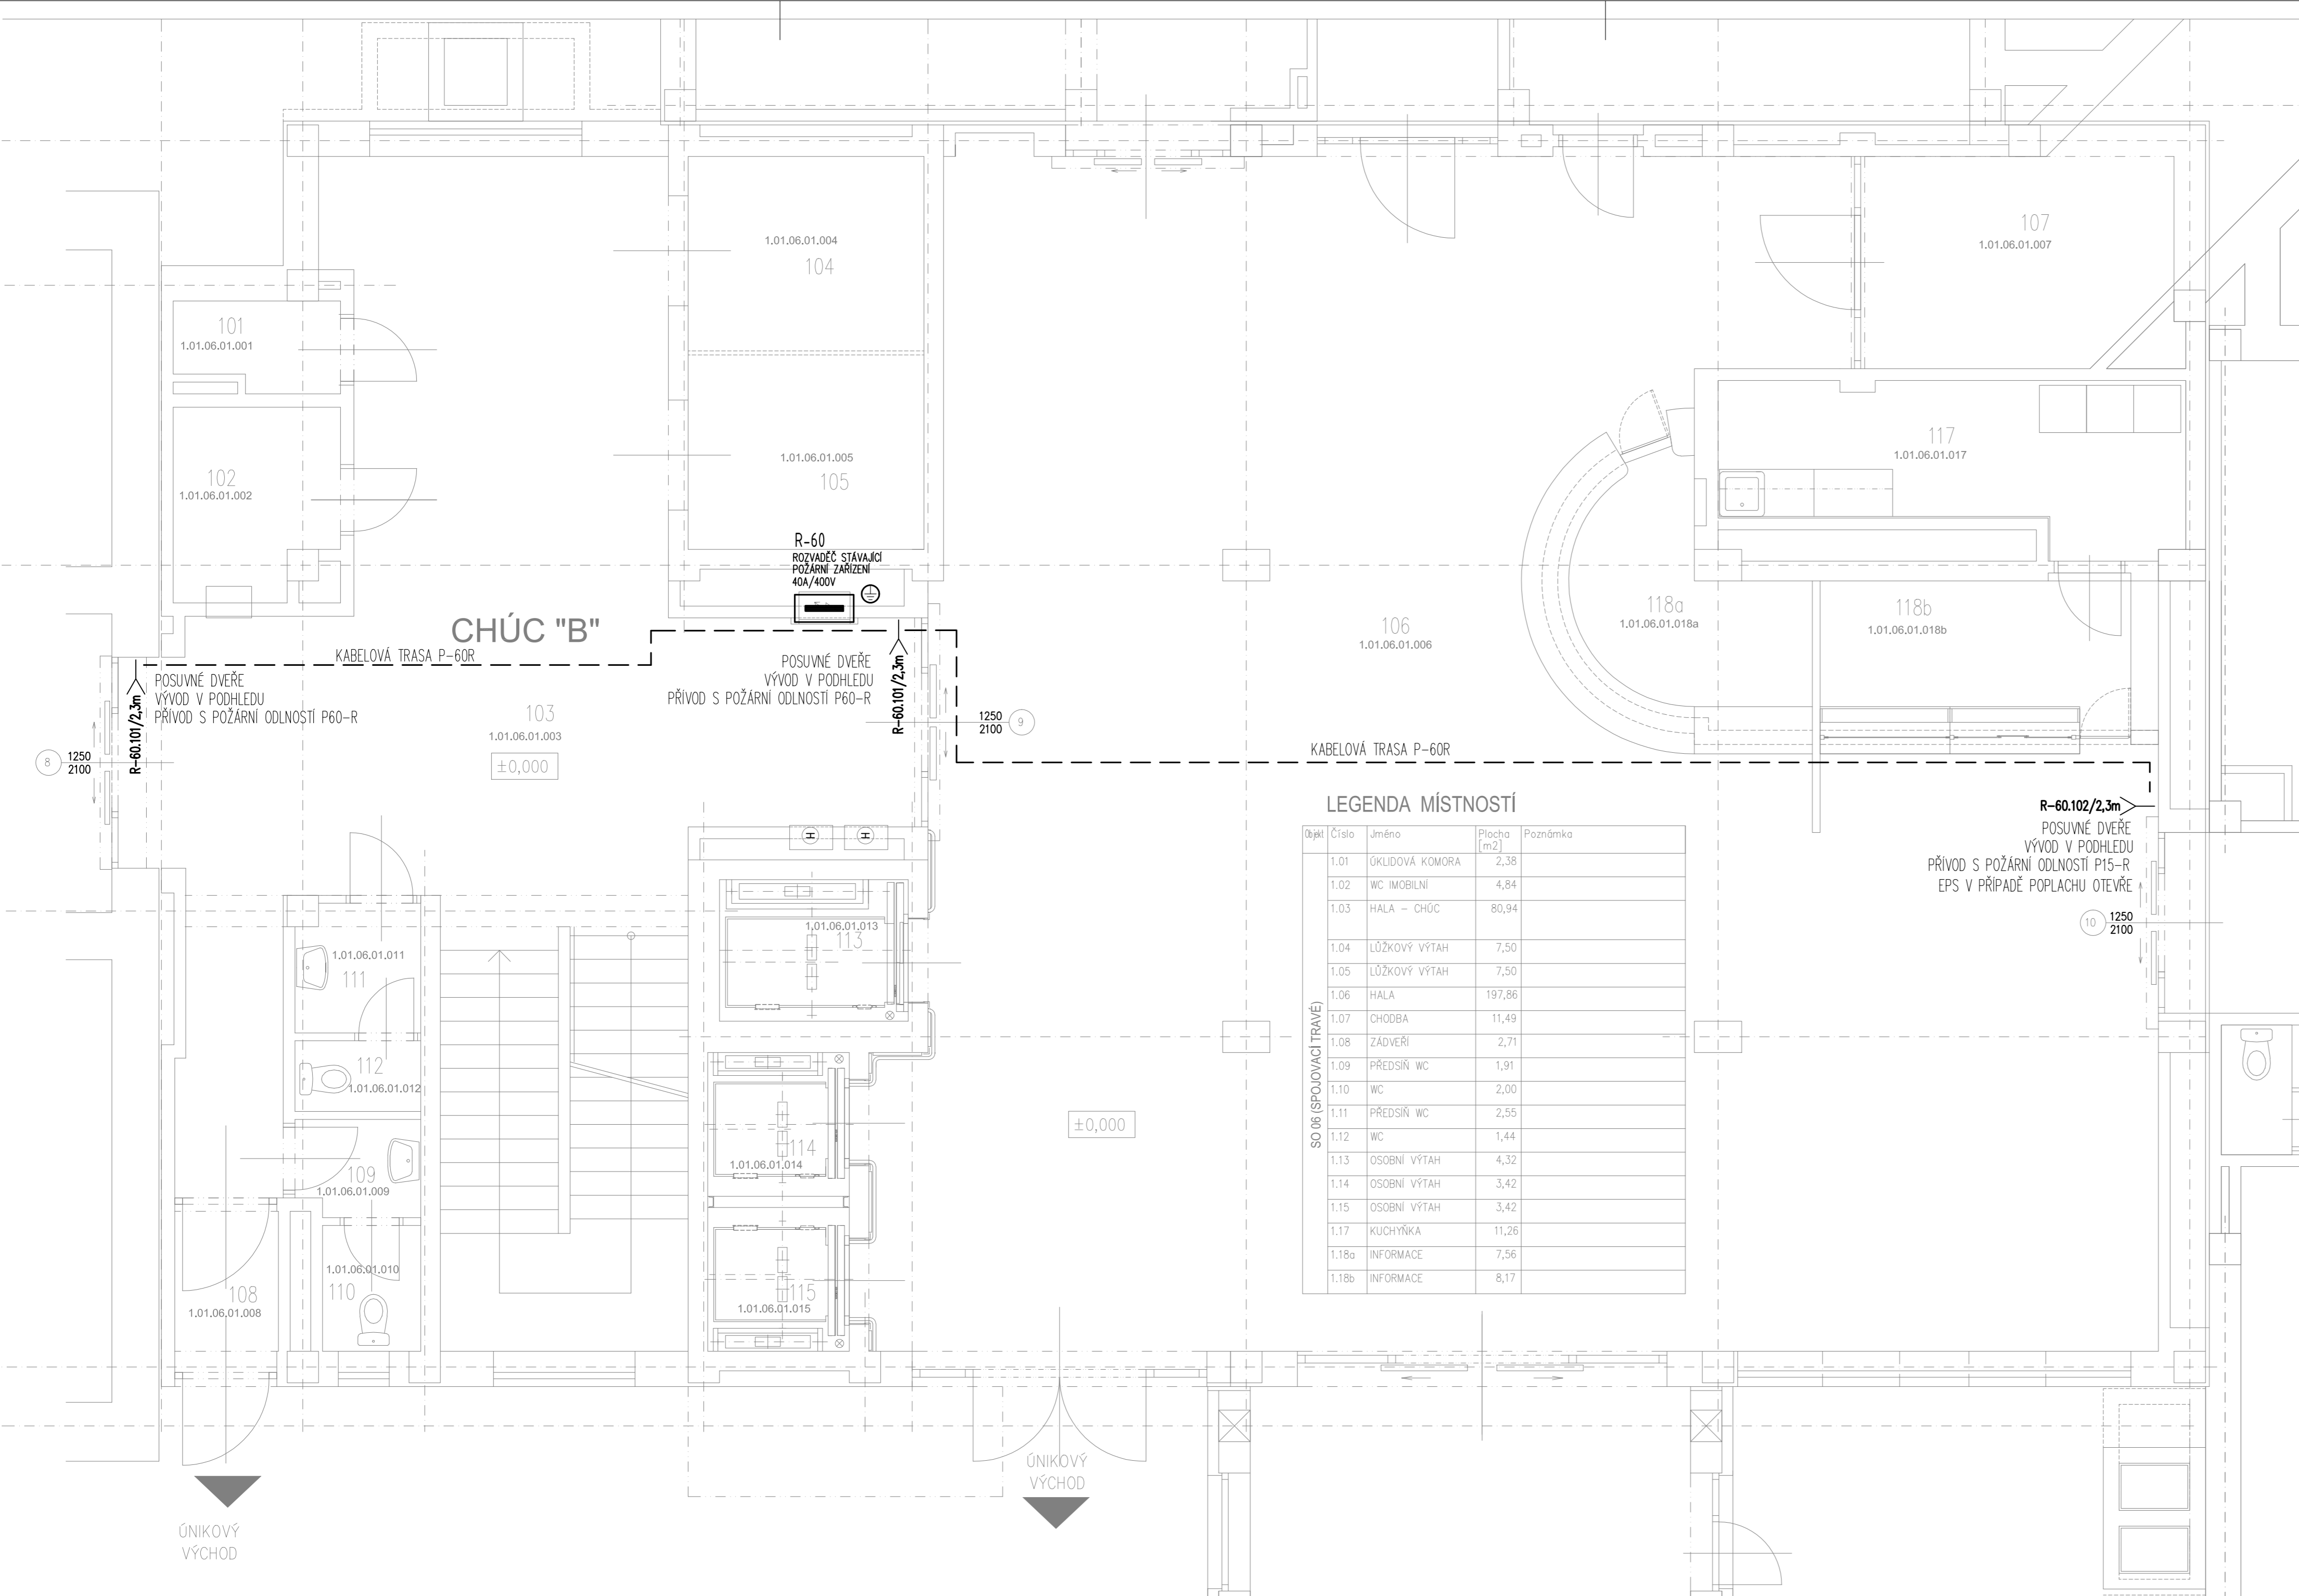 1.01.06.01.004
104
107
1.01.06.01.007
101
1.01.06.01.001
102
1.01.06.01.002
1.01.06.01.005
105
117
1.01.06.01.017
R-60
ROZVADĚČ STÁVAJÍCÍ
POŽÁRNÍ ZAŘÍZENÍ
40A/400V
CHÚC "B"
KABELOVÁ TRASA P-60R
POSUVNÉ DVEŘE
VÝVOD V PODHLEDU
PŘÍVOD S POŽÁRNÍ ODLNOSTÍ P60-R
R-60.101/2,3m
8
1250
2100
103
1.01.06.01.003
±0,000
POSUVNÉ DVEŘE
VÝVOD V PODHLEDU
PŘÍVOD S POŽÁRNÍ ODLNOSTÍ P60-R
R-60.101/2,3m
1250
2100
9
106
1.01.06.01.006
118a
1.01.06.01.018a
118b
1.01.06.01.018b
KABELOVÁ TRASA P-60R
R-60.102/2,3m
POSUVNÉ DVEŘE
VÝVOD V PODHLEDU
PŘÍVOD S POŽÁRNÍ ODLNOSTÍ P15-R
EPS V PŘÍPADĚ POPLACHU OTEVŘE
10
1250
2100
H
H
1.01.06.01.013
113
1.01.06.01.011
111
112
1.01.06.01.012
109
1.01.06.01.009
114
1.01.06.01.014
1.01.06.01.010
110
108
1.01.06.01.008
115
1.01.06.01.015
±0,000
LEGENDA MÍSTNOSTÍ
Objekt Číslo Jméno Plocha [m2] Poznámka
SO 06 (SPOJOVACÍ TRAVÉ)
1.01 ÚKLIDOVÁ KOMORA 2,38
1.02 WC IMOBILNÍ 4,84
1.03 HALA - CHÚC 80,94
1.04 LŮŽKOVÝ VÝTAH 7,50
1.05 LŮŽKOVÝ VÝTAH 7,50
1.06 HALA 197,86
1.07 CHODBA 11,49
1.08 ZÁDVEŘÍ 2,71
1.09 PŘEDSÍŇ WC 1,91
1.10 WC 2,00
1.11 PŘEDSÍŇ WC 2,55
1.12 WC 1,44
1.13 OSOBNÍ VÝTAH 4,32
1.14 OSOBNÍ VÝTAH 3,42
1.15 OSOBNÍ VÝTAH 3,42
1.17 KUCHYŇKA 11,26
1.18a INFORMACE 7,56
1.18b INFORMACE 8,17
ÚNIKOVÝ
VÝCHOD
ÚNIKOVÝ
VÝCHOD